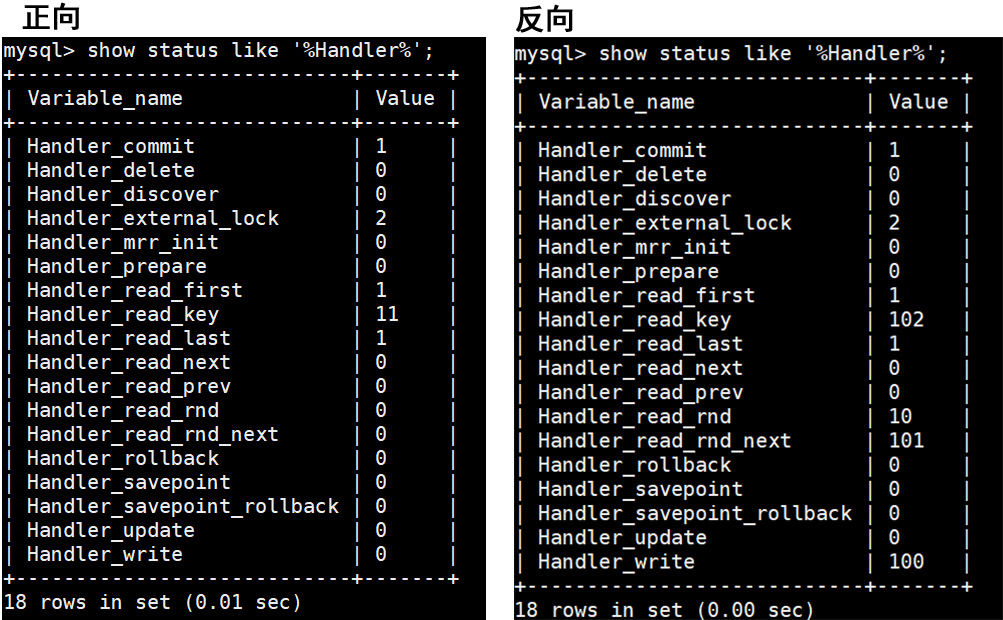 正向
mysql> show status like '%Handler%';
+----------------------------+-------+
| Variable_name              | Value |
+----------------------------+-------+
| Handler_commit             | 1     |
| Handler_delete             | 0     |
| Handler_discover           | 0     |
| Handler_external_lock      | 2     |
| Handler_mrr_init           | 0     |
| Handler_prepare            | 0     |
| Handler_read_first         | 1     |
| Handler_read_key           | 11    |
| Handler_read_last          | 1     |
| Handler_read_next          | 0     |
| Handler_read_prev          | 0     |
| Handler_read_rnd           | 0     |
| Handler_read_rnd_next      | 0     |
| Handler_rollback           | 0     |
| Handler_savepoint          | 0     |
| Handler_savepoint_rollback | 0     |
| Handler_update             | 0     |
| Handler_write              | 0     |
+----------------------------+-------+
18 rows in set (0.01 sec)
反向
mysql> show status like '%Handler%';
+----------------------------+-------+
| Variable_name              | Value |
+----------------------------+-------+
| Handler_commit             | 1     |
| Handler_delete             | 0     |
| Handler_discover           | 0     |
| Handler_external_lock      | 2     |
| Handler_mrr_init           | 0     |
| Handler_prepare            | 0     |
| Handler_read_first         | 1     |
| Handler_read_key           | 102   |
| Handler_read_last          | 1     |
| Handler_read_next          | 0     |
| Handler_read_prev          | 0     |
| Handler_read_rnd           | 10    |
| Handler_read_rnd_next      | 101   |
| Handler_rollback           | 0     |
| Handler_savepoint          | 0     |
| Handler_savepoint_rollback | 0     |
| Handler_update             | 0     |
| Handler_write              | 100   |
+----------------------------+-------+
18 rows in set (0.00 sec)